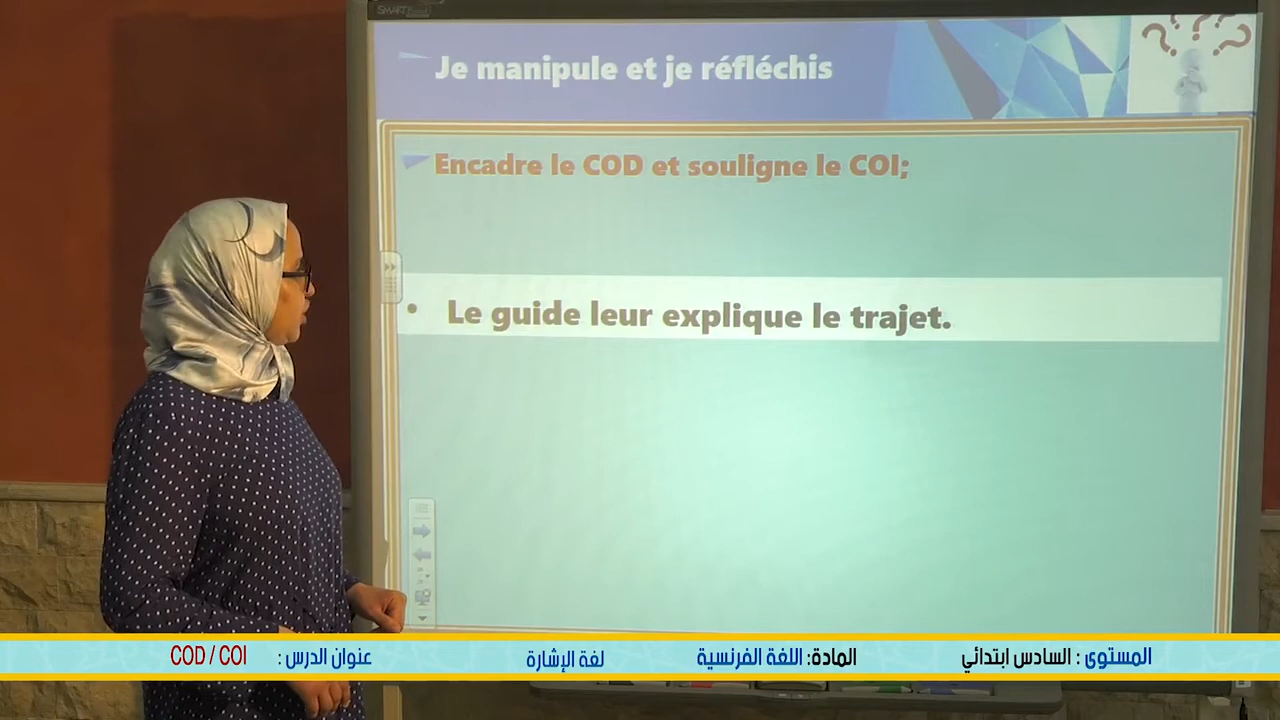 SMART
Je manipule et je réfléchis
Encadre le COD et souligne le COI;
• Le guide leur explique le trajet.
المستوى : السادس ابتدائي المادة: اللغة الفرنسية لغة الإشارة عنوان الدرس : COD / COI